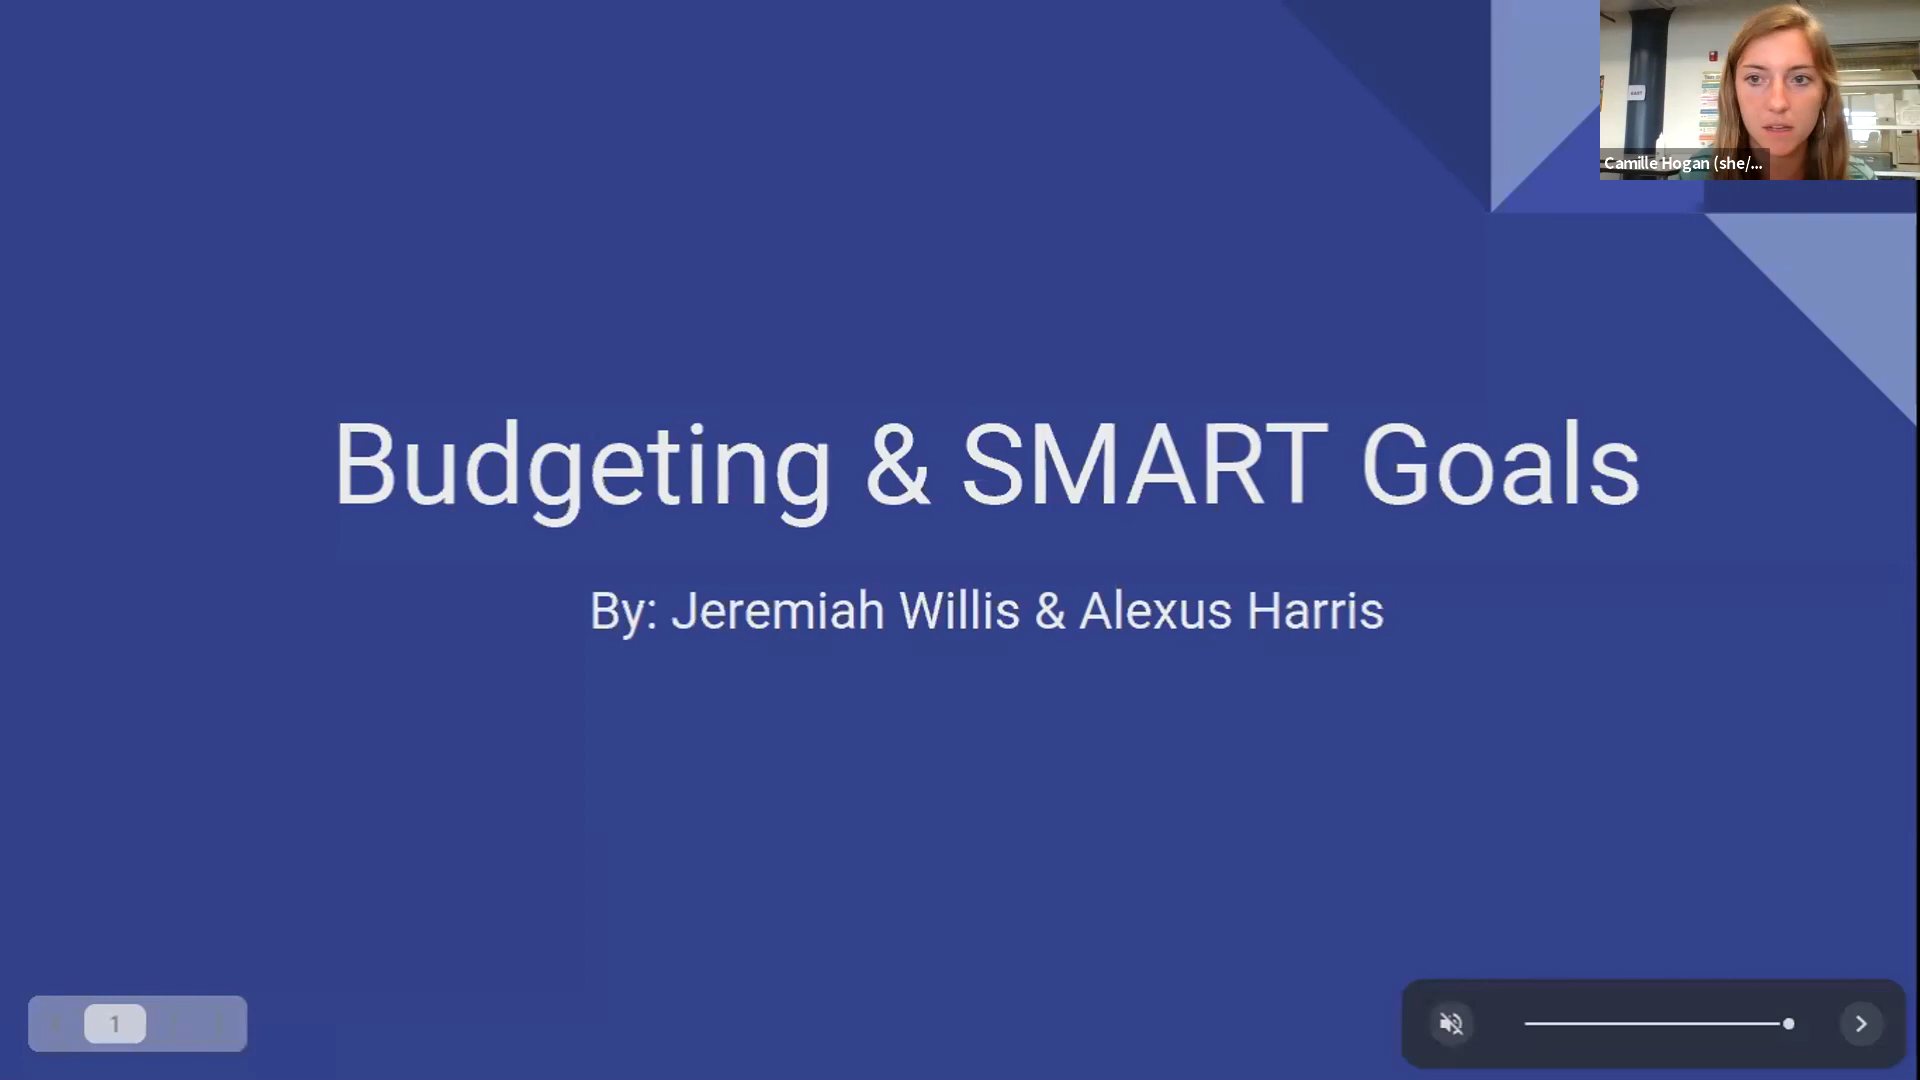 Camille Hogan (she/...
Budgeting & SMART Goals
By: Jeremiah Willis & Alexus Harris
1